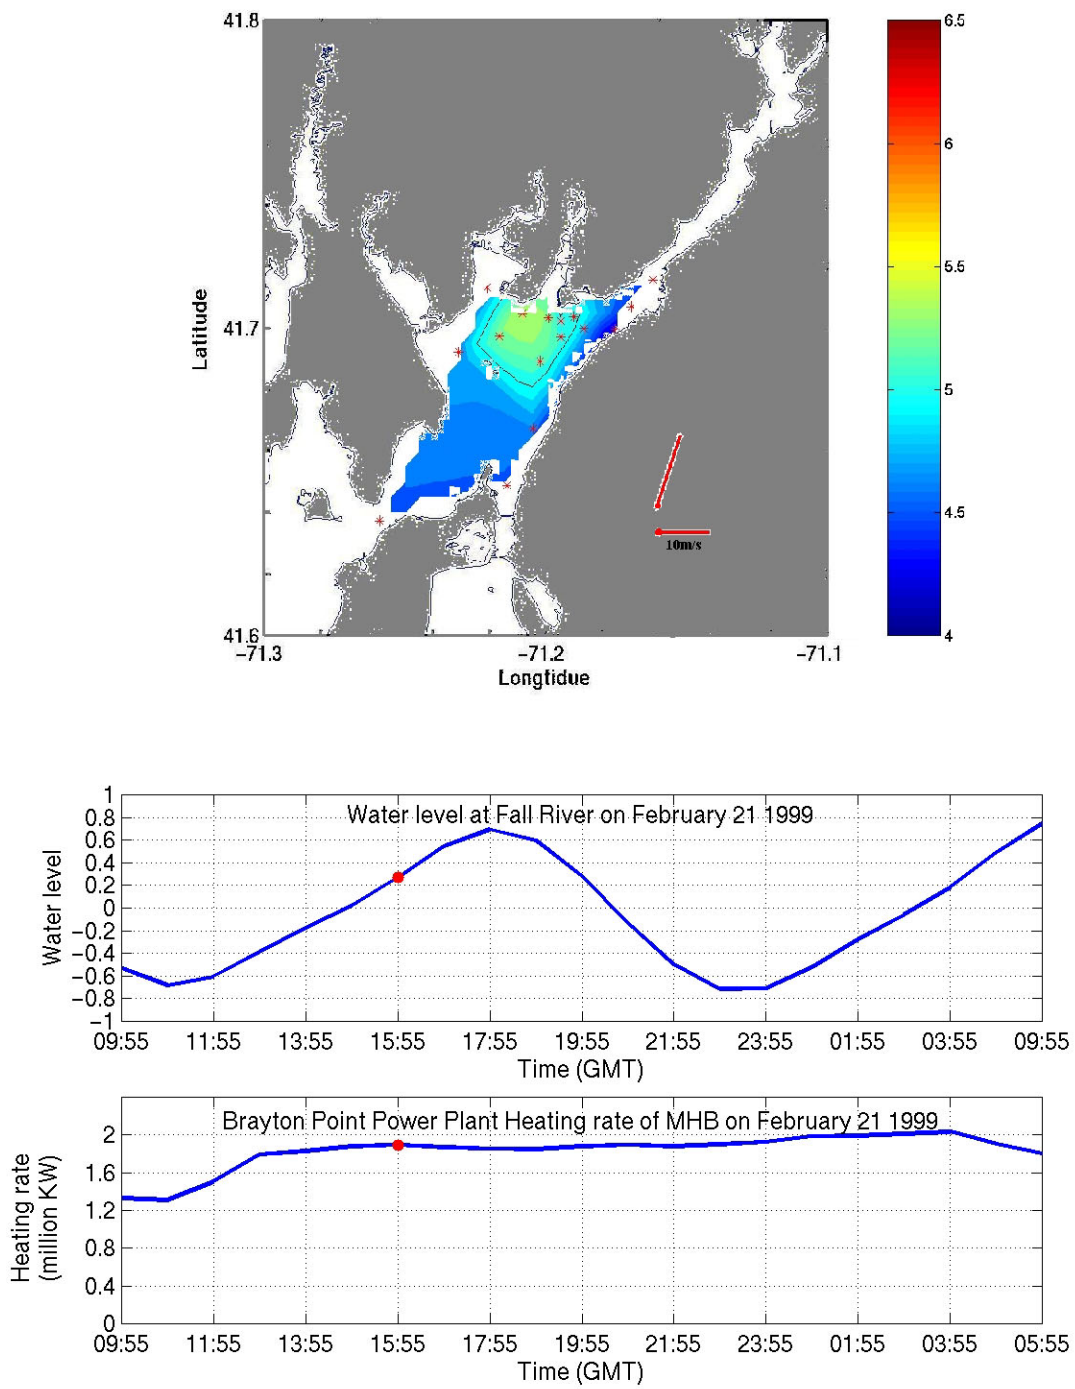 41.8
41.7
41.6
Latitude
-71.3
-71.2
-71.1
Longtidue
10m/s
6.5
6
5.5
5
4.5
4
Water level at Fall River on February 21 1999
Water level
1
0.8
0.6
0.4
0.2
0
-0.2
-0.4
-0.6
-0.8
-1
09:55 11:55 13:55 15:55 17:55 19:55 21:55 23:55 01:55 03:55 09:55
Time (GMT)
Brayton Point Power Plant Heating rate of MHB on February 21 1999
Heating rate
(million KW)
2
1.6
1.2
0.8
0.4
0
09:55 11:55 13:55 15:55 17:55 19:55 21:55 23:55 01:55 03:55 05:55
Time (GMT)